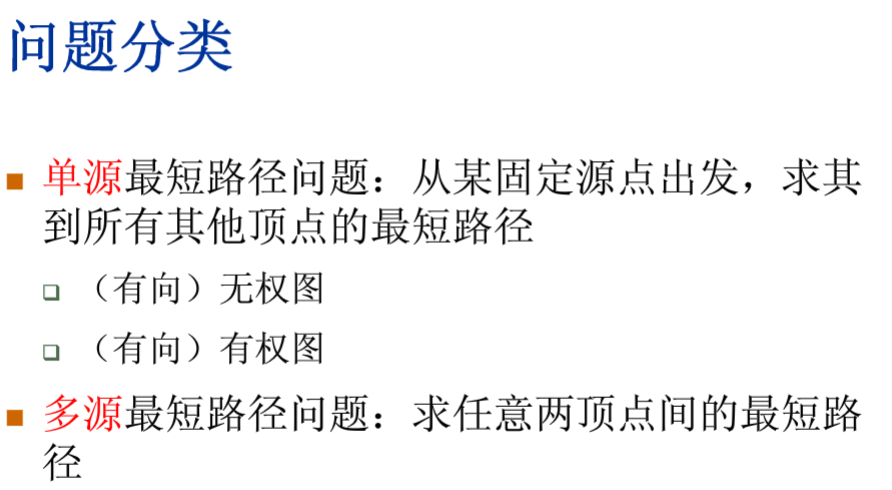 问题分类
单源最短路径问题：从某固定源点出发，求其
到所有其他顶点的最短路径
（有向）无权图
（有向）有权图
多源最短路径问题：求任意两顶点间的最短路
径